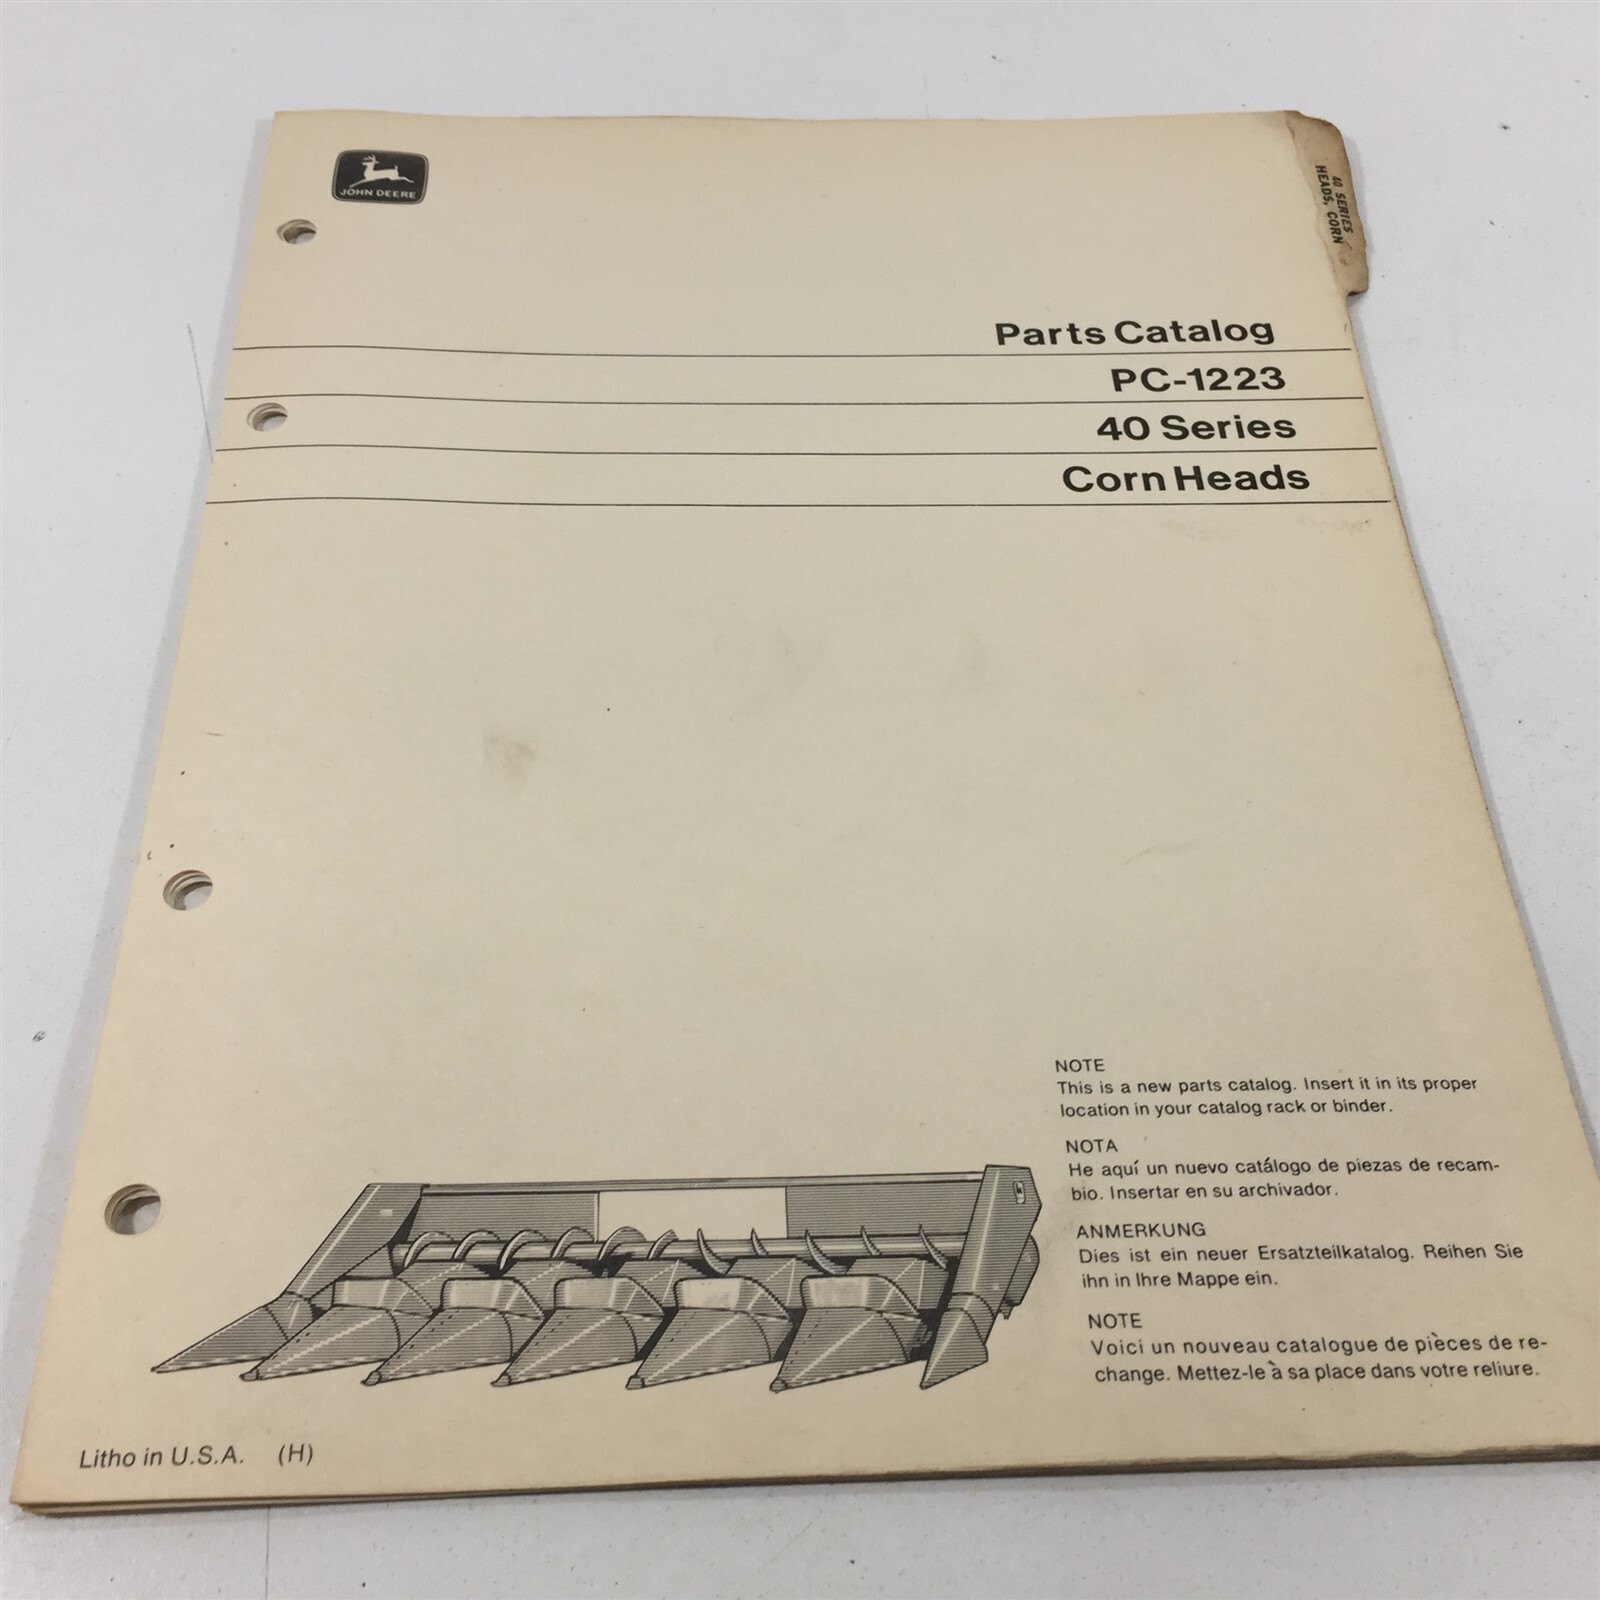 JOHN DEERE
40 SERIES
HEADS, CORN
Parts Catalog
PC-1223
40 Series
Corn Heads
NOTE
This is a new parts catalog. Insert it in its proper
location in your catalog rack or binder.
NOTA
He aquí un nuevo catálogo de piezas de recam-
bio. Insertar en su archivador.
ANMERKUNG
Dies ist ein neuer Ersatzteilkatalog. Reihen Sie
ihn in Ihre Mappe ein.
NOTE
Voici un nouveau catalogue de pièces de re-
change. Mettez-le à sa place dans votre reliure.
Litho in U.S.A. (H)